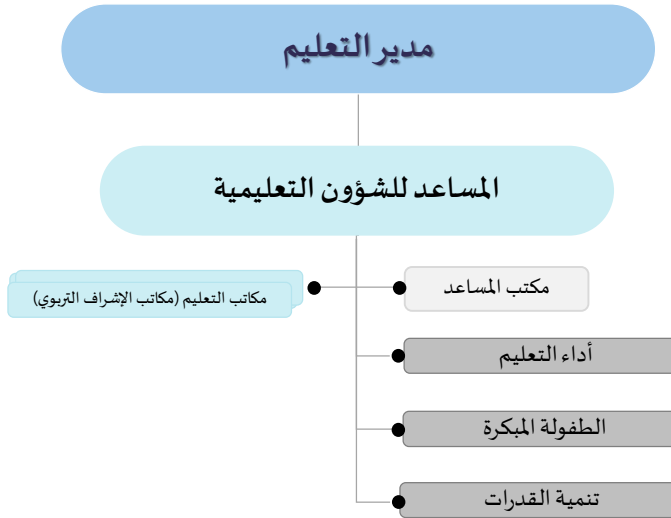 مدير التعليم
المساعد للشؤون التعليمية
مكتب المساعد
مكاتب التعليم (مكاتب الإشراف التربوي)
أداء التعليم
الطفولة المبكرة
تنمية القدرات